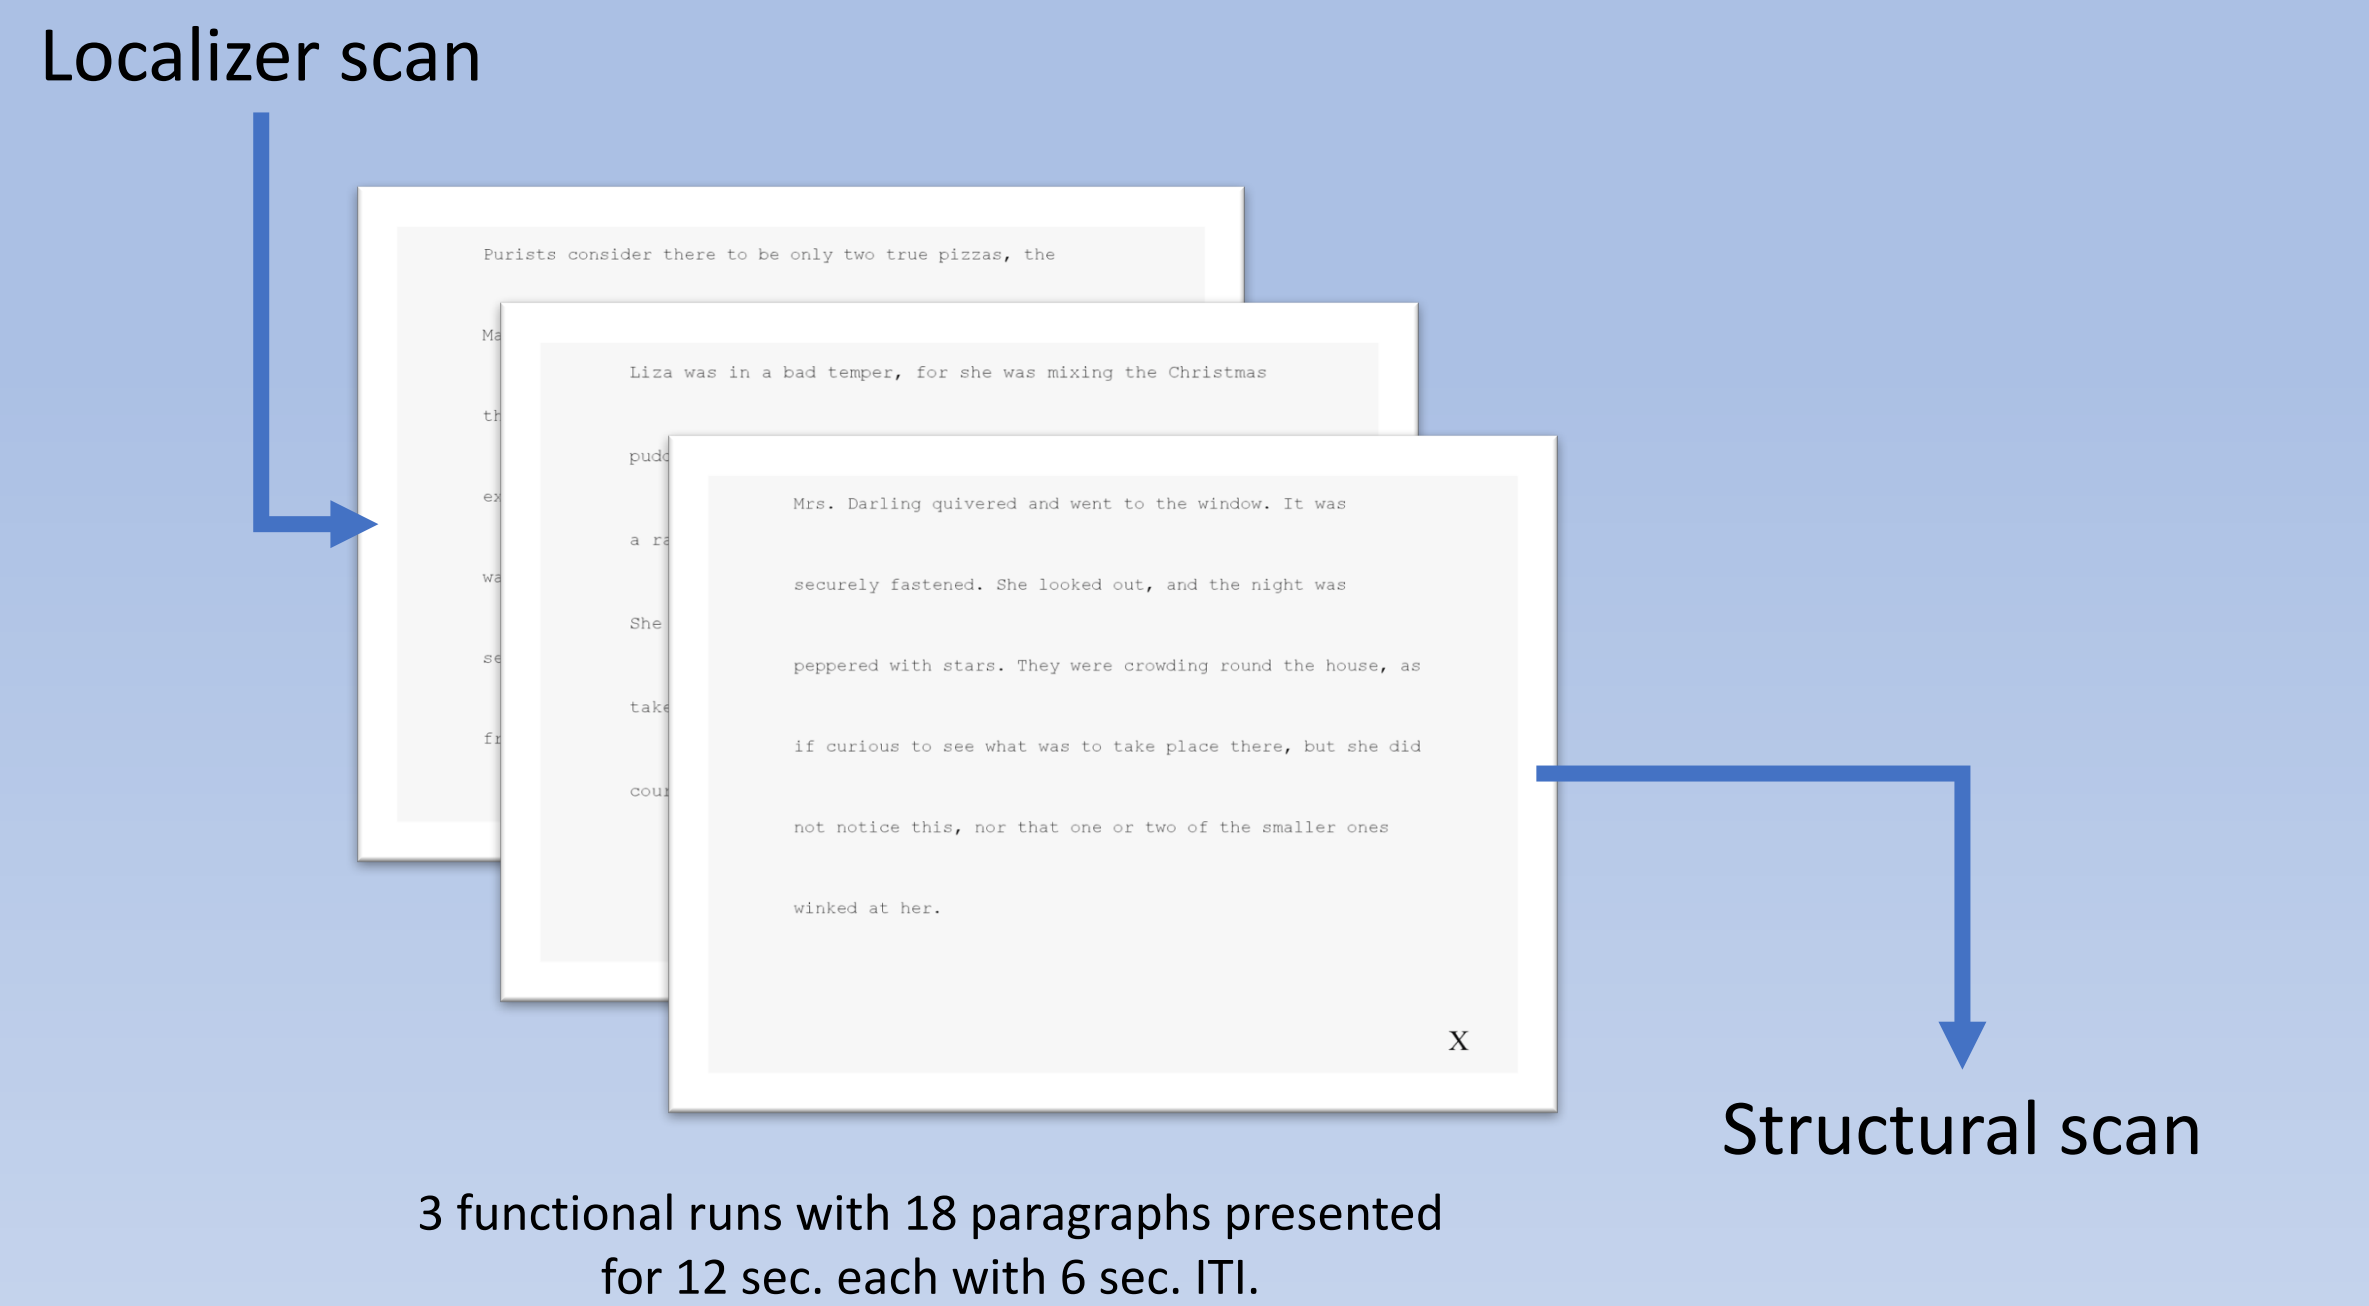 Localizer scan
Purists consider there to be only two true pizzas, the
Liza was in a bad temper, for she was mixing the Christmas
Mrs. Darling quivered and went to the window. It was
securely fastened. She looked out, and the night was
She
peppered with stars. They were crowding round the house, as
if curious to see what was to take place there, but she did
not notice this, nor that one or two of the smaller ones
winked at her.
X
Structural scan
3 functional runs with 18 paragraphs presented
for 12 sec. each with 6 sec. ITI.